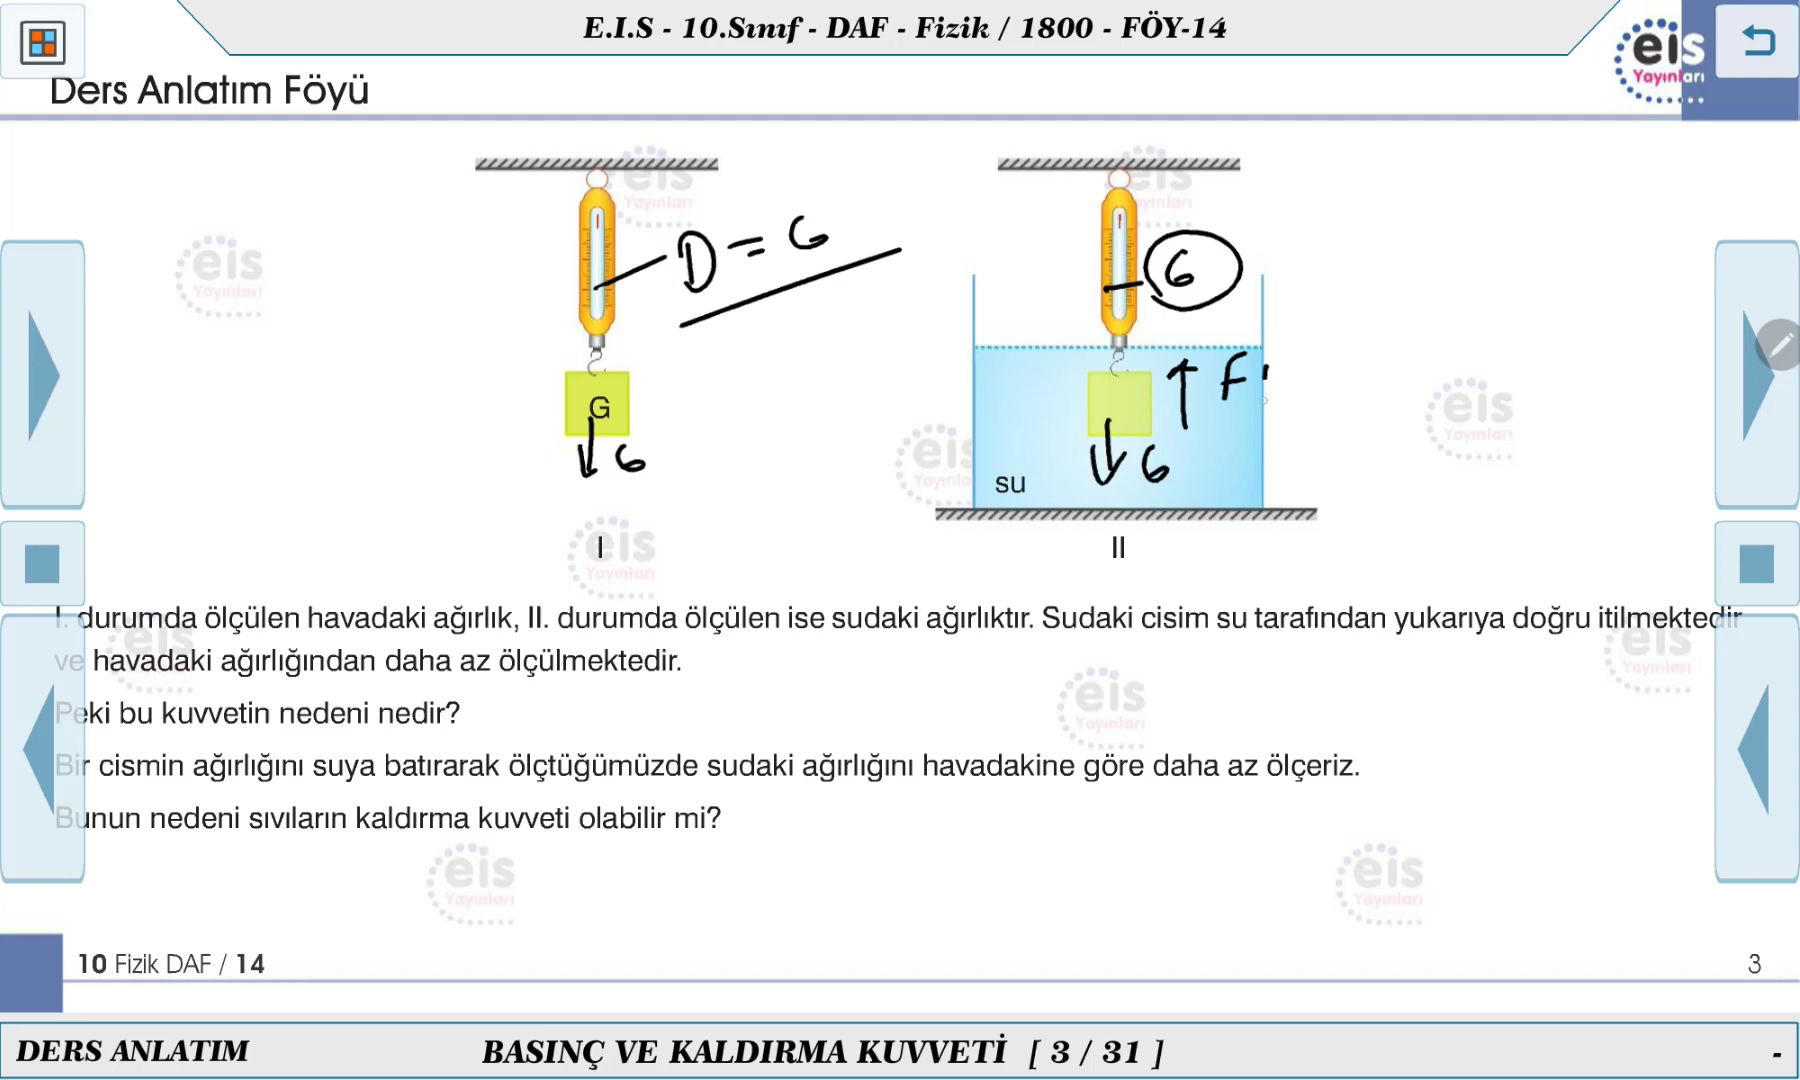 E.I.S - 10.Sınıf - DAF - Fizik / 1800 - FÖY-14
eis
Yayınları
Ders Anlatım Föyü
D = G
G
G
G
F
G
su
I
II
I. durumda ölçülen havadaki ağırlık, II. durumda ölçülen ise sudaki ağırlıktır. Sudaki cisim su tarafından yukarıya doğru itilmektedir
ve havadaki ağırlığından daha az ölçülmektedir.
Peki bu kuvvetin nedeni nedir?
Bir cismin ağırlığını suya batırarak ölçtüğümüzde sudaki ağırlığını havadakine göre daha az ölçeriz.
Bunun nedeni sıvıların kaldırma kuvveti olabilir mi?
10 Fizik DAF / 14
3
DERS ANLATIM
BASINÇ VE KALDIRMA KUVVETİ [ 3 / 31 ]
-